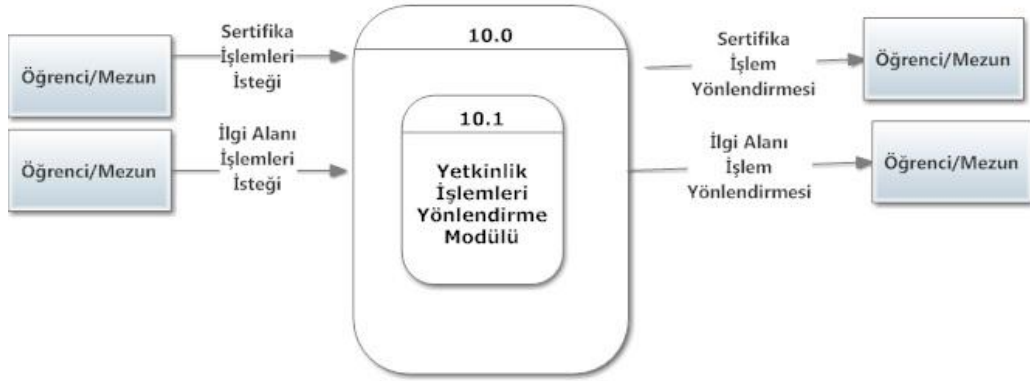 Öğrenci/Mezun
Sertifika
İşlemleri
İsteği
Öğrenci/Mezun
İlgi Alanı
İşlemleri
İsteği
10.0
10.1
Yetkinlik
İşlemleri
Yönlendirme
Modülü
Sertifika
İşlem
Yönlendirmesi
Öğrenci/Mezun
İlgi Alanı
İşlem
Yönlendirmesi
Öğrenci/Mezun